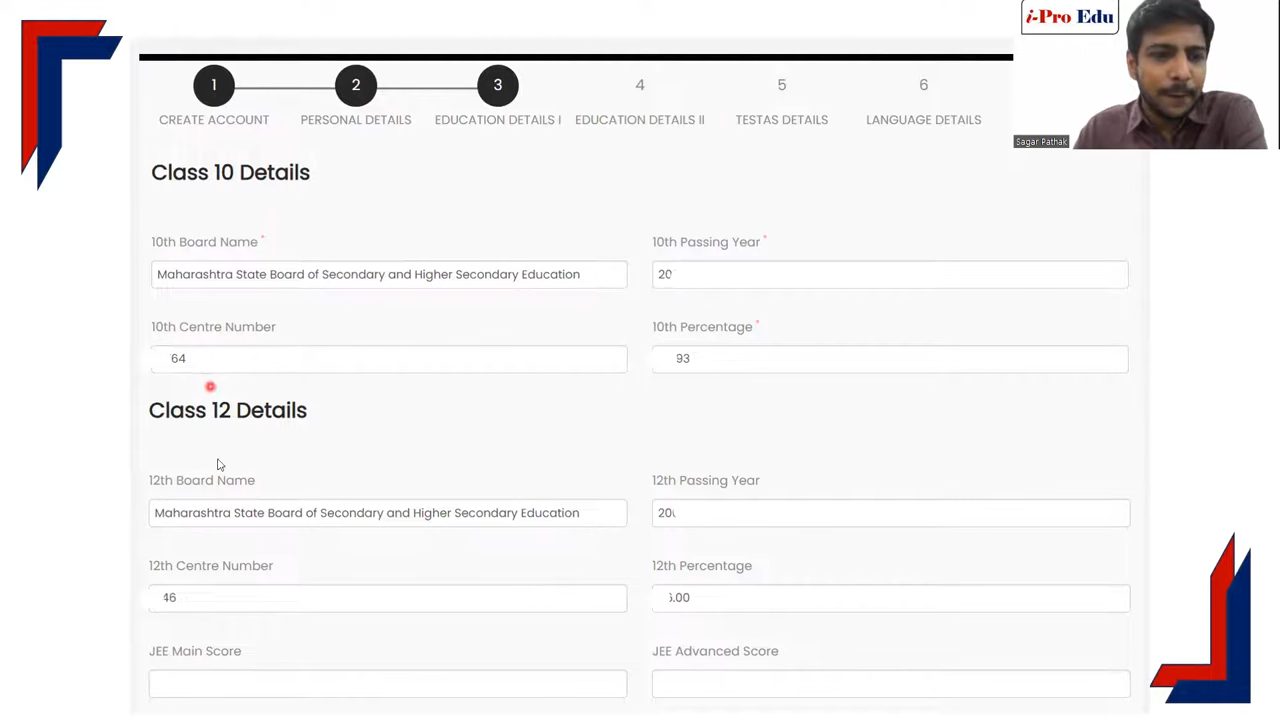 i-Pro Edu
Sagar Pathak
1 2 3 4 5 6
CREATE ACCOUNT PERSONAL DETAILS EDUCATION DETAILS I EDUCATION DETAILS II TESTAS DETAILS LANGUAGE DETAILS
Class 10 Details
10th Board Name * 10th Passing Year *
Maharashtra State Board of Secondary and Higher Secondary Education 20
10th Centre Number 10th Percentage *
64 93
Class 12 Details
12th Board Name 12th Passing Year
Maharashtra State Board of Secondary and Higher Secondary Education 20
12th Centre Number 12th Percentage
46 .00
JEE Main Score JEE Advanced Score